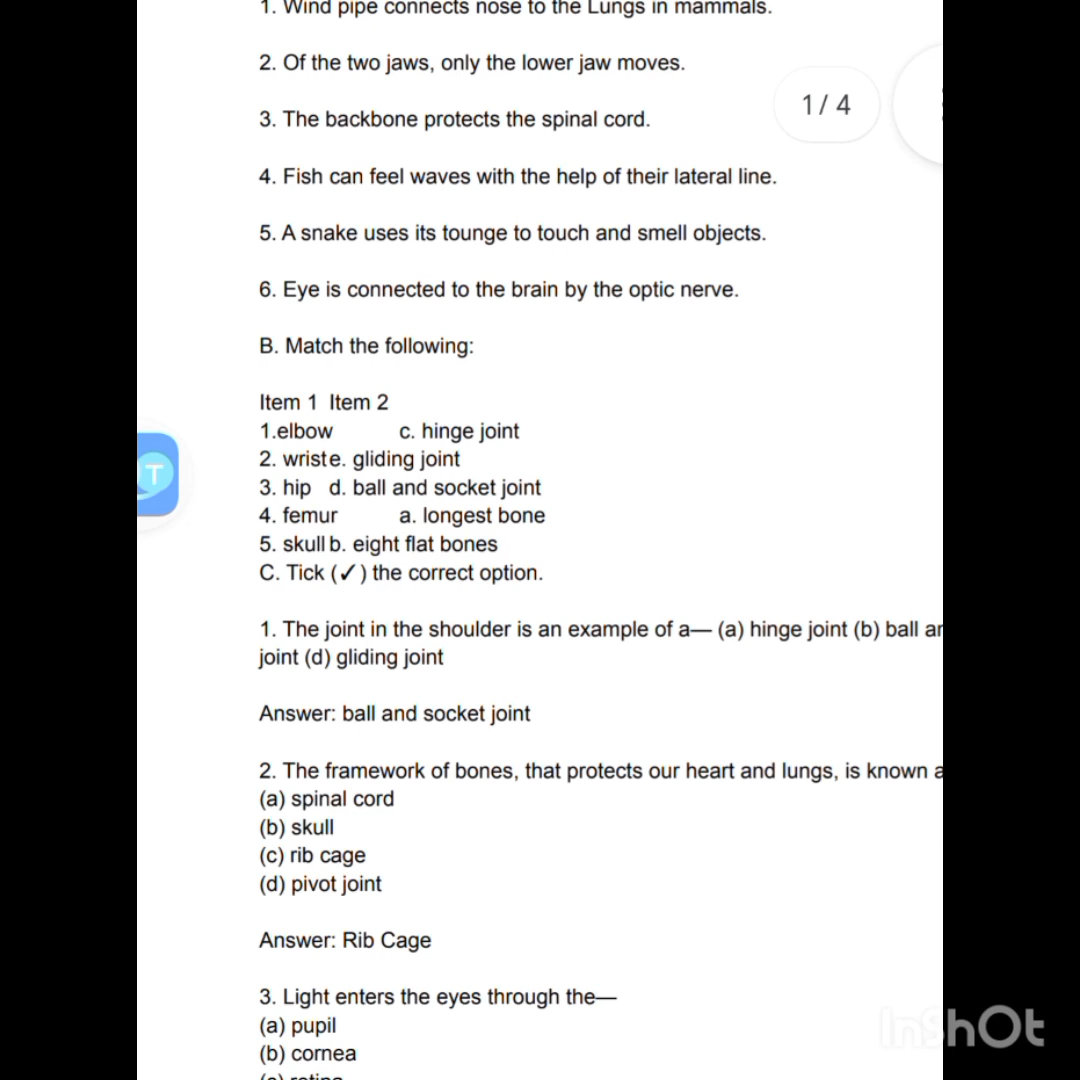 1. Wind pipe connects nose to the Lungs in mammals.
2. Of the two jaws, only the lower jaw moves.
1 / 4
3. The backbone protects the spinal cord.
4. Fish can feel waves with the help of their lateral line.
5. A snake uses its tounge to touch and smell objects.
6. Eye is connected to the brain by the optic nerve.
B. Match the following:
Item 1 Item 2
1.elbow c. hinge joint
T
2. wrist e. gliding joint
3. hip d. ball and socket joint
4. femur a. longest bone
5. skull b. eight flat bones
C. Tick (✓) the correct option.
1. The joint in the shoulder is an example of a— (a) hinge joint (b) ball
joint (d) gliding joint
Answer: ball and socket joint
2. The framework of bones, that protects our heart and lungs, is known
(a) spinal cord
(b) skull
(c) rib cage
(d) pivot joint
Answer: Rib Cage
3. Light enters the eyes through the—
(a) pupil
(b) cornea
InShOt